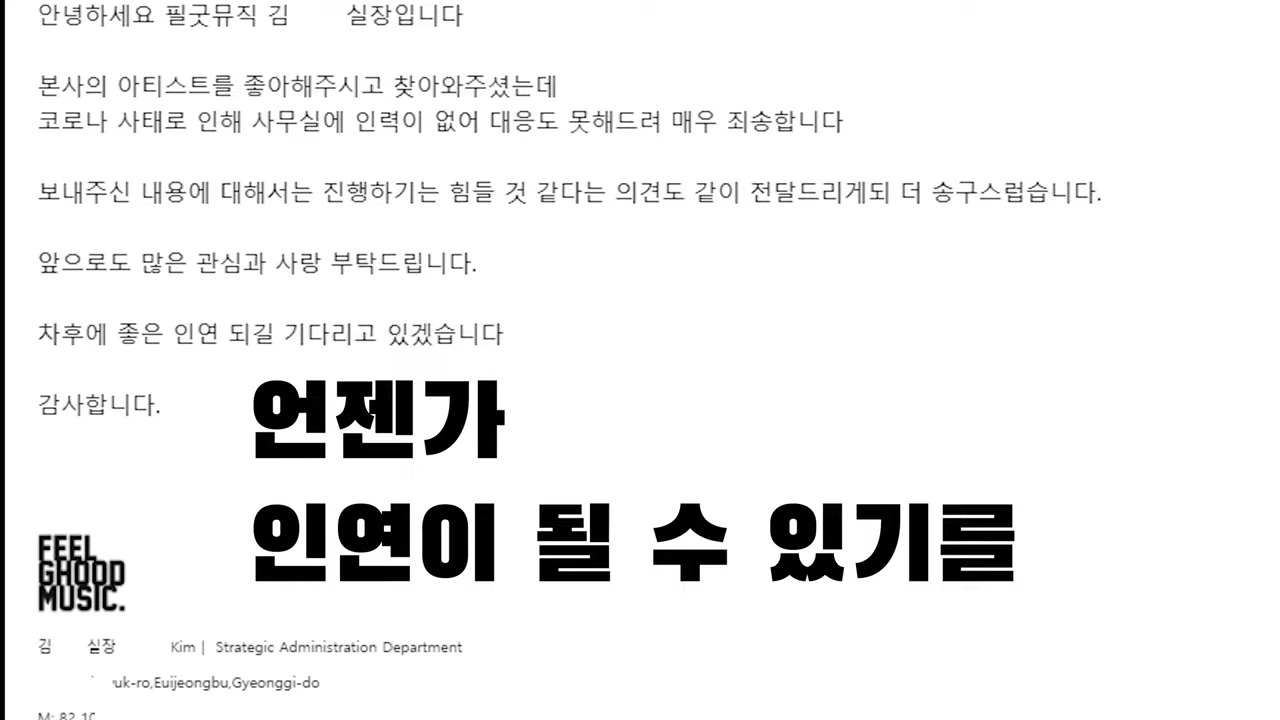 안녕하세요 필굿뮤직 김 실장입니다
본사의 아티스트를 좋아해주시고 찾아와주셨는데
코로나 사태로 인해 사무실에 인력이 없어 대응도 못해드려 매우 죄송합니다
보내주신 내용에 대해서는 진행하기는 힘들 것 같다는 의견도 같이 전달드리게되 더 송구스럽습니다.
앞으로도 많은 관심과 사랑 부탁드립니다.
차후에 좋은 인연 되길 기다리고 있겠습니다
감사합니다.
언젠가
인연이 될 수 있기를
FEEL
GHOOD
MUSIC.
김 실장 Kim | Strategic Administration Department
uk-ro,Euijeongbu,Gyeonggi-do
M: 82 10